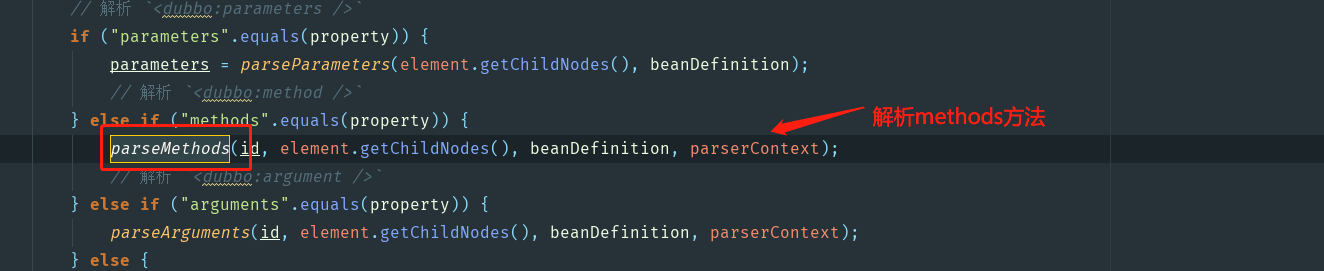 // 解析 `<dubbo:parameters />`
if ("parameters".equals(property)) {
parameters = parseParameters(element.getChildNodes(), beanDefinition);
// 解析 `<dubbo:method />`
} else if ("methods".equals(property)) {
解析methods方法
parseMethods(id, element.getChildNodes(), beanDefinition, parserContext);
// 解析 `<dubbo:argument />`
} else if ("arguments".equals(property)) {
parseArguments(id, element.getChildNodes(), beanDefinition, parserContext);
} else {